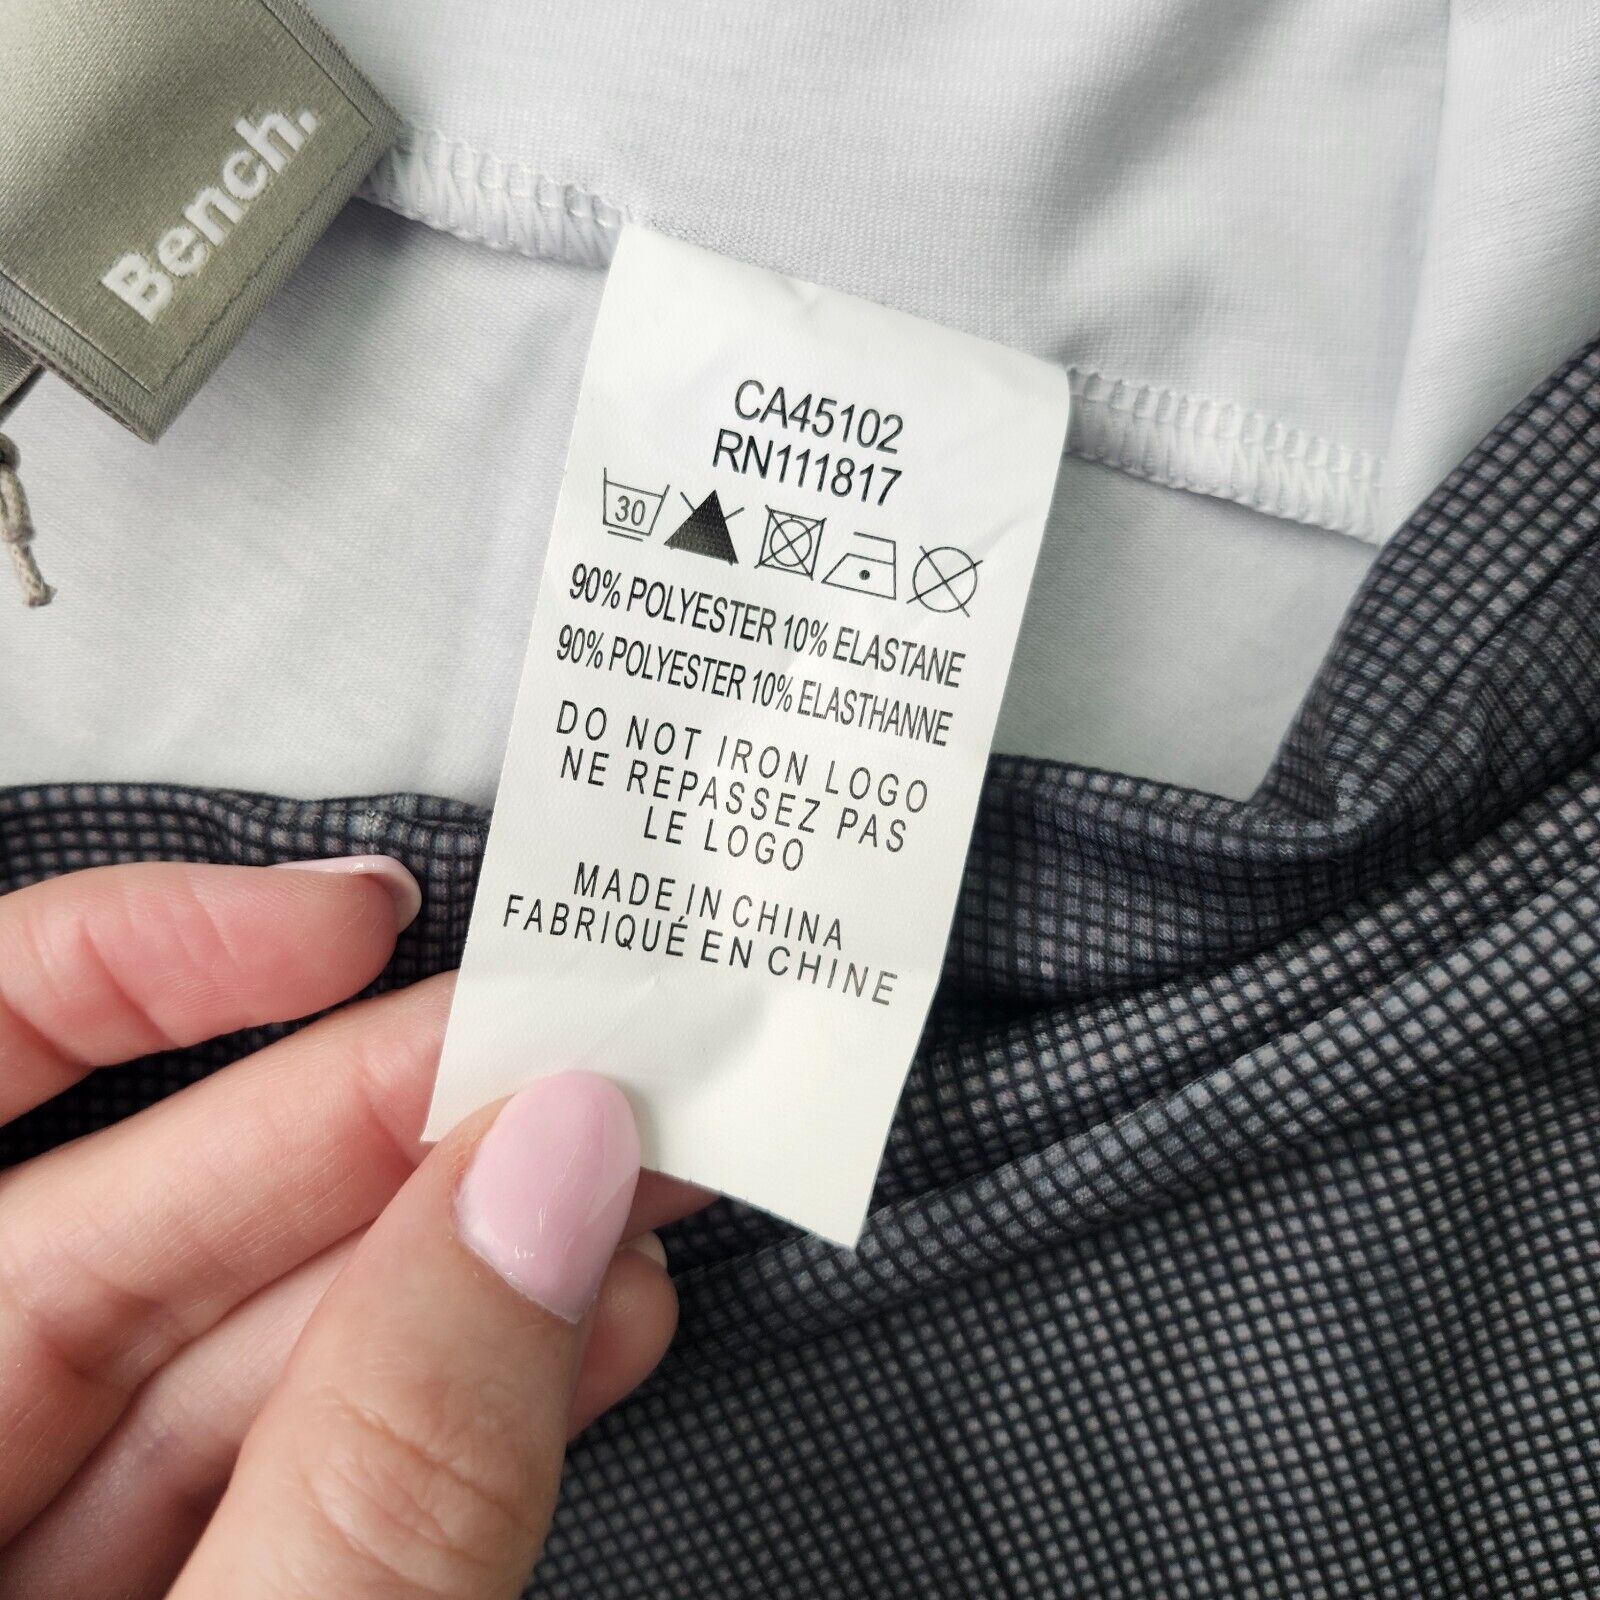 Bench.
CA45102
RN111817
30
90% POLYESTER 10% ELASTANE
90% POLYESTER 10% ELASTHANNE
DO NOT IRON LOGO
NE REPASSEZ PAS
LE LOGO
MADE IN CHINA
FABRIQUÉ EN CHINE